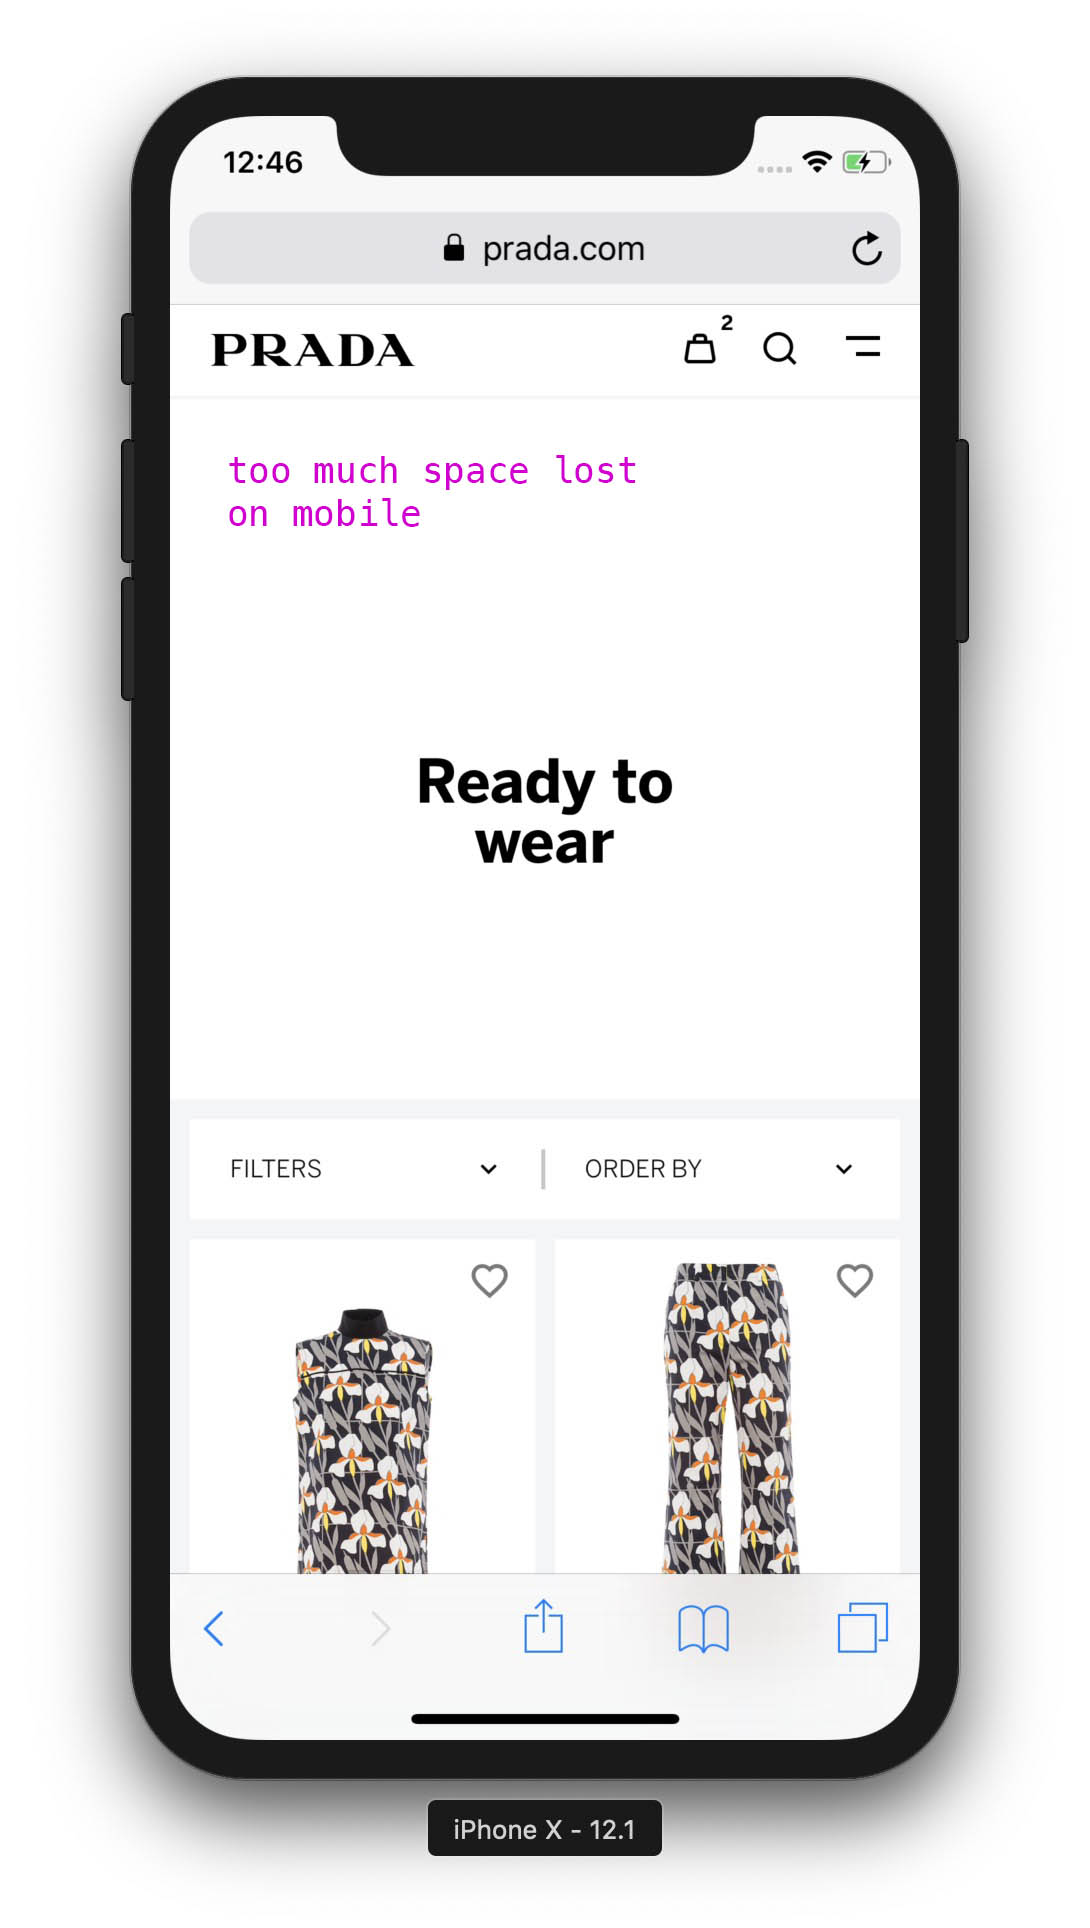 12:46
prada.com
PRADA
2
too much space lost
on mobile
Ready to
wear
FILTERS
ORDER BY
iPhone X - 12.1